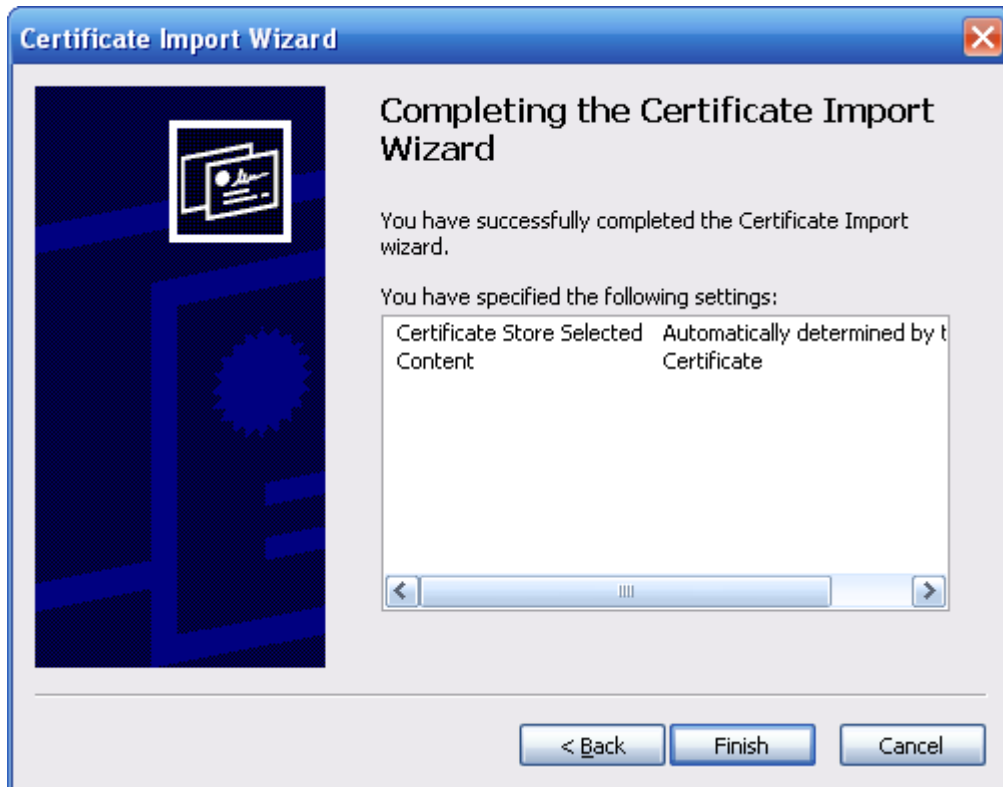 Certificate Import Wizard
Completing the Certificate Import
Wizard
You have successfully completed the Certificate Import
wizard.
You have specified the following settings:
Certificate Store Selected Automatically determined by t
Content Certificate
< Back Finish Cancel